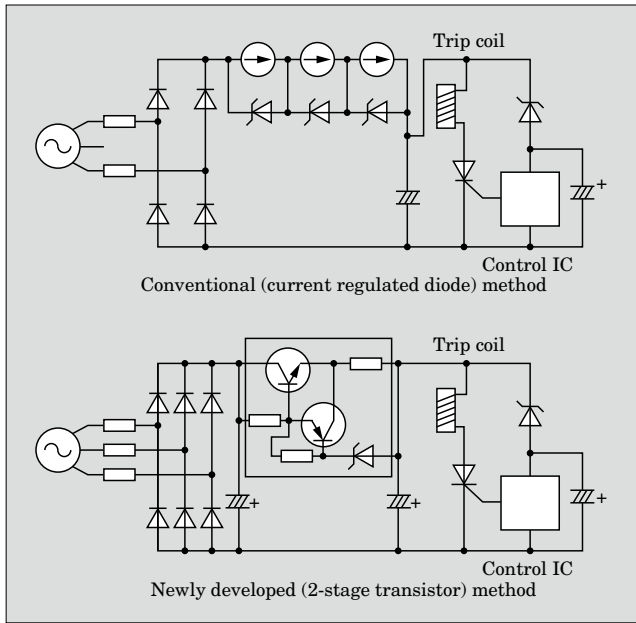 Trip coil
+
Control IC
Conventional (current regulated diode) method
Trip coil
+
+
+
Control IC
Newly developed (2-stage transistor) method